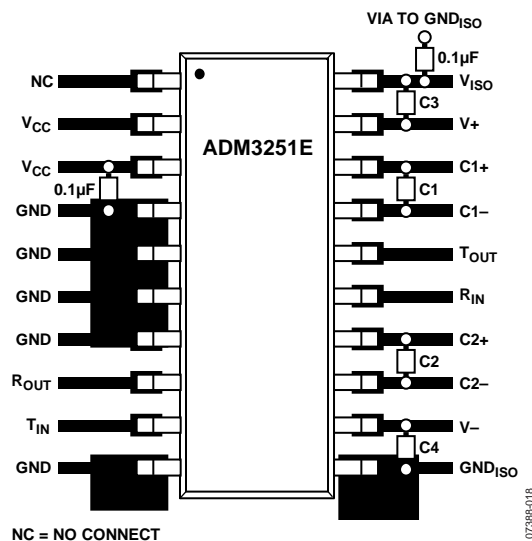 VIA TO GNDISO
0.1µF
NC
VISO
C3
VCC
V+
ADM3251E
VCC
C1+
0.1µF
C1
GND
C1–
GND
TOUT
GND
RIN
GND
C2+
C2
ROUT
C2–
TIN
V–
C4
GND
GNDISO
NC = NO CONNECT
07388-018